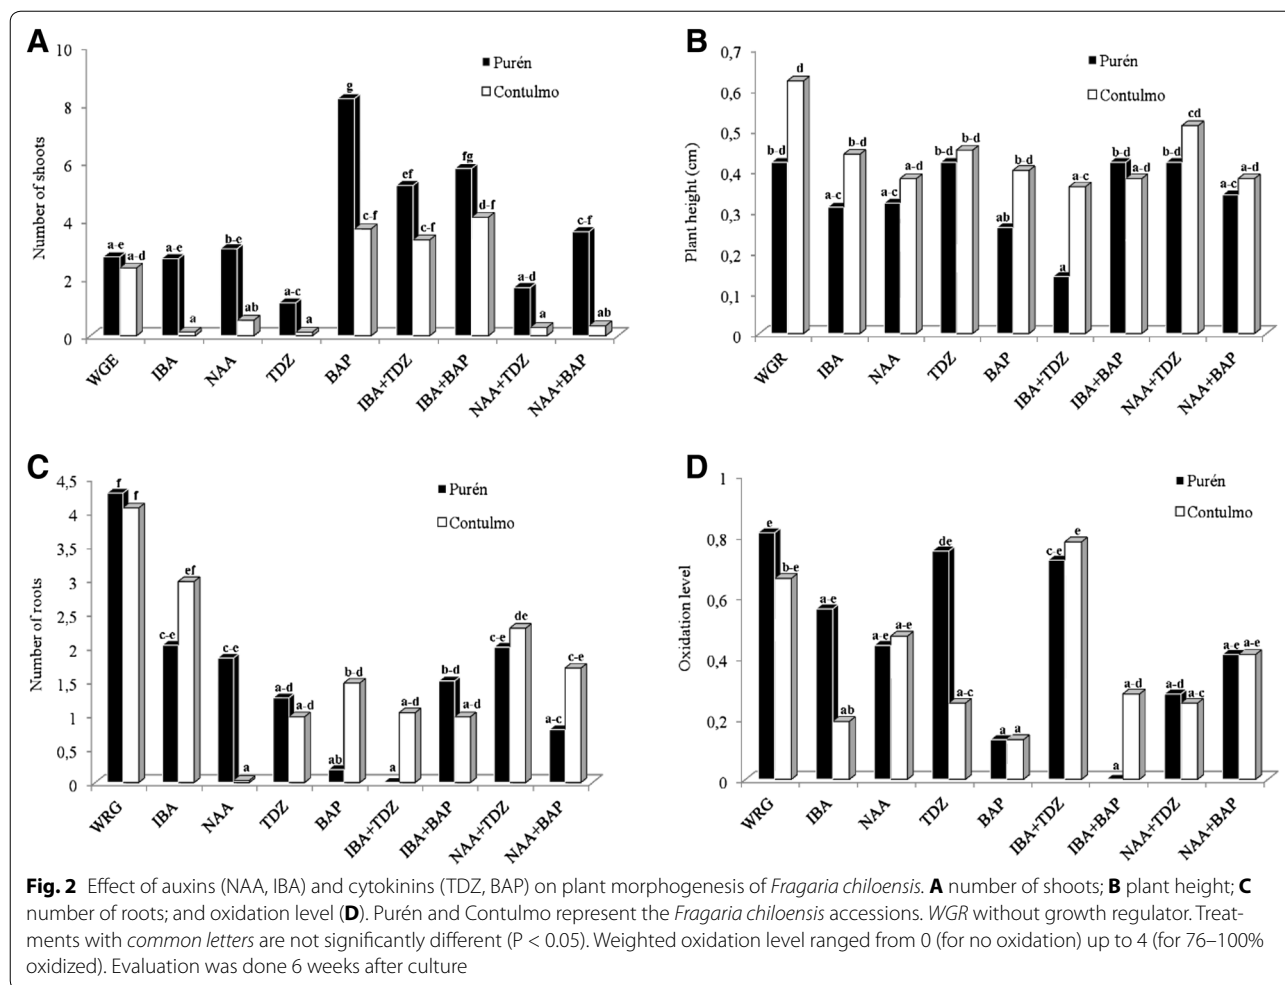 A
10
8
6
4
2
0
Number of shoots
Purén
Contulmo
a-e
a-d
a-e
a
b-e
ab
a-c
a
g
c-f
ef
c-f
fg
d-f
a-d
a
c-f
ab
WGE
IBA
NAA
TDZ
BAP
IBA+TDZ
IBA+BAP
NAA+TDZ
NAA+BAP
B
0,7
0,6
0,5
0,4
0,3
0,2
0,1
0
Plant height (cm)
Purén
Contulmo
b-d
d
a-c
b-d
a-c
a-d
b-d
b-d
ab
b-d
a
a-c
b-d
a-d
b-d
cd
a-c
a-d
WGR
IBA
NAA
TDZ
BAP
IBA+TDZ
IBA+BAP
NAA+TDZ
NAA+BAP
C
4,5
4
3,5
3
2,5
2
1,5
1
0,5
0
Number of roots
Purén
Contulmo
f
f
c-e
ef
c-e
a
a-d
a-d
ab
b-d
a
a-d
b-d
a-d
c-e
de
a-c
c-e
WRG
IBA
NAA
TDZ
BAP
IBA+TDZ
IBA+BAP
NAA+TDZ
NAA+BAP
D
1
0,8
0,6
0,4
0,2
0
Oxidation level
Purén
Contulmo
e
b-e
a-e
ab
a-e
a-e
de
a-c
a
a
c-e
e
a
a-d
a-d
a-c
a-e
a-e
WRG
IBA
NAA
TDZ
BAP
IBA+TDZ
IBA+BAP
NAA+TDZ
NAA+BAP
Fig. 2 Effect of auxins (NAA, IBA) and cytokinins (TDZ, BAP) on plant morphogenesis of Fragaria chiloensis. A number of shoots; B plant height; C
number of roots; and oxidation level (D). Purén and Contulmo represent the Fragaria chiloensis accessions. WGR without growth regulator. Treat-
ments with common letters are not significantly different (P < 0.05). Weighted oxidation level ranged from 0 (for no oxidation) up to 4 (for 76–100%
oxidized). Evaluation was done 6 weeks after culture